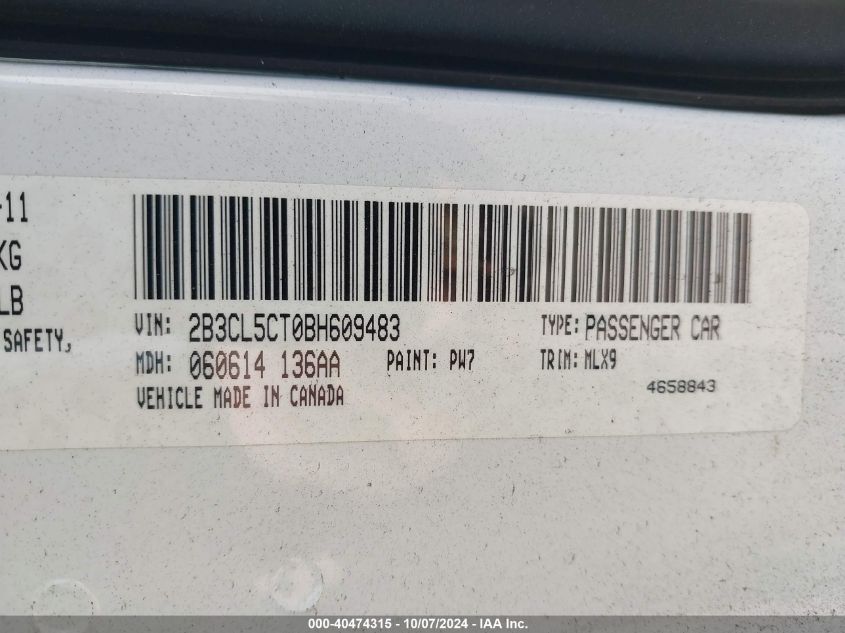 -11
KG
LB
SAFETY,
VIN: 2B3CL5CT0BH609483 TYPE: PASSENGER CAR
MDH: 060614 136AA PAINT: PW7 TRIM: MLX9
VEHICLE MADE IN CANADA 4658843
000-40474315 - 10/07/2024 - IAA Inc.